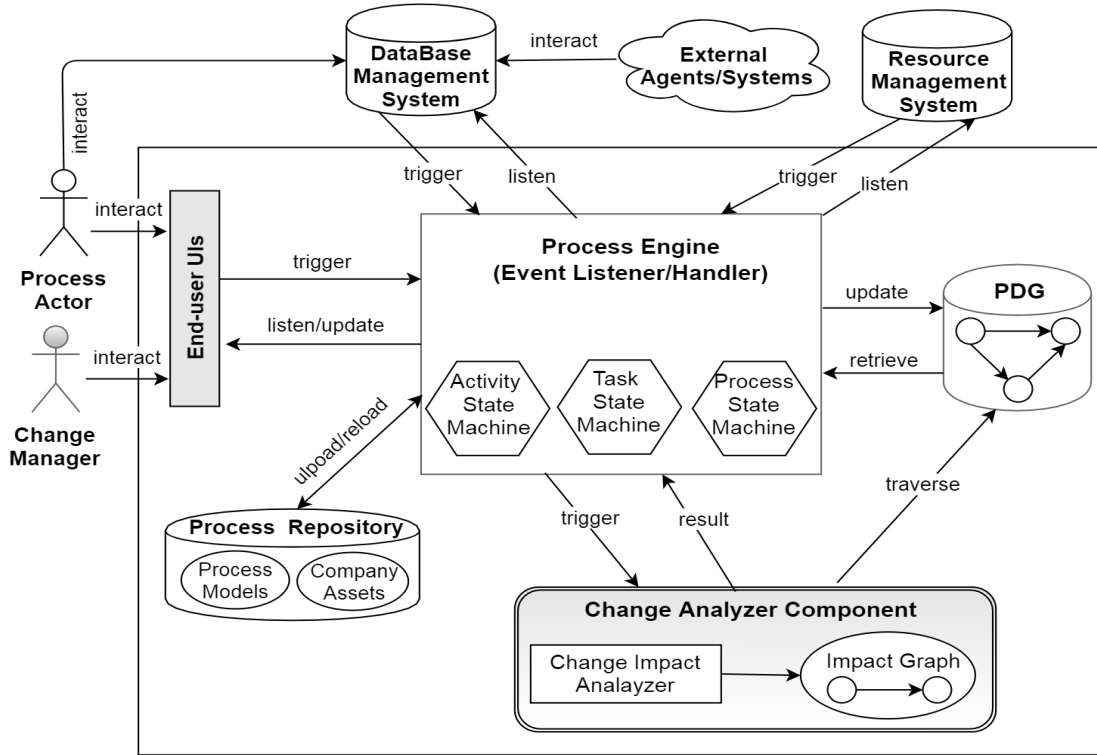 DataBase
Management
System
interact
External
Agents/Systems
Resource
Management
System
interact
trigger
listen
trigger
listen
interact
Process
Actor
End-user UIs
trigger
Process Engine
(Event Listener/Handler)
update
PDG
listen/update
retrieve
interact
Change
Manager
Activity
State
Machine
Task
State
Machine
Process
State
Machine
ulpoad/reload
trigger
result
traverse
Process Repository
Process
Models
Company
Assets
Change Analyzer Component
Change Impact
Analayzer
Impact Graph